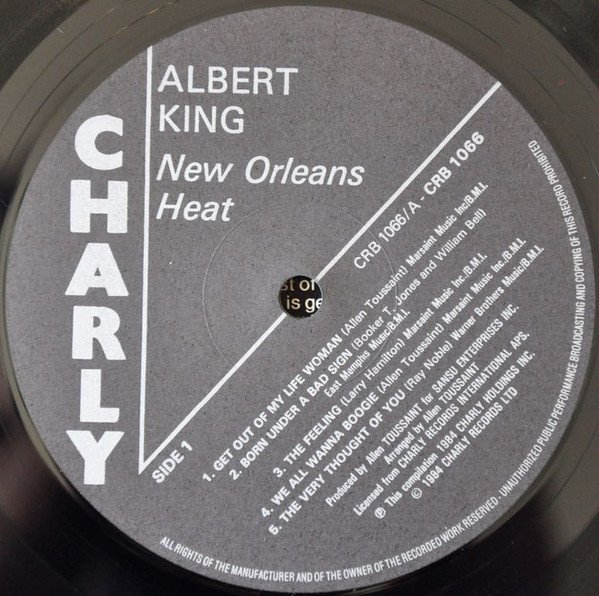 CHARLY
ALBERT
KING
New Orleans
Heat
CRB 1066/A - CRB 1066
SIDE 1
1. GET OUT OF MY LIFE WOMAN (Allen Toussaint) Marsaint Music Inc/B.M.I.
2. BORN UNDER A BAD SIGN (Booker T. Jones and William Bell)
East Memphis Music/B.M.I.
3. THE FEELING (Larry Hamilton) Marsaint Music Inc./B.M.I.
4. WE ALL WANNA BOOGIE (Allen Toussaint) Marsaint Music Inc./B.M.I.
5. THE VERY THOUGHT OF YOU (Ray Noble) Warner Brothers Music/B.M.I.
Produced by Allen TOUSSAINT for SANSU ENTERPRISES INC.
Arranged by Allen TOUSSAINT
Licensed from CHARLY RECORDS INTERNATIONAL APS.
℗ This compilation 1984 CHARLY HOLDINGS INC.
© 1984 CHARLY RECORDS LTD
ALL RIGHTS OF THE MANUFACTURER AND OF THE OWNER OF THE RECORDED WORK RESERVED - UNAUTHORIZED PUBLIC PERFORMANCE, BROADCASTING AND COPYING OF THIS RECORD PROHIBITED